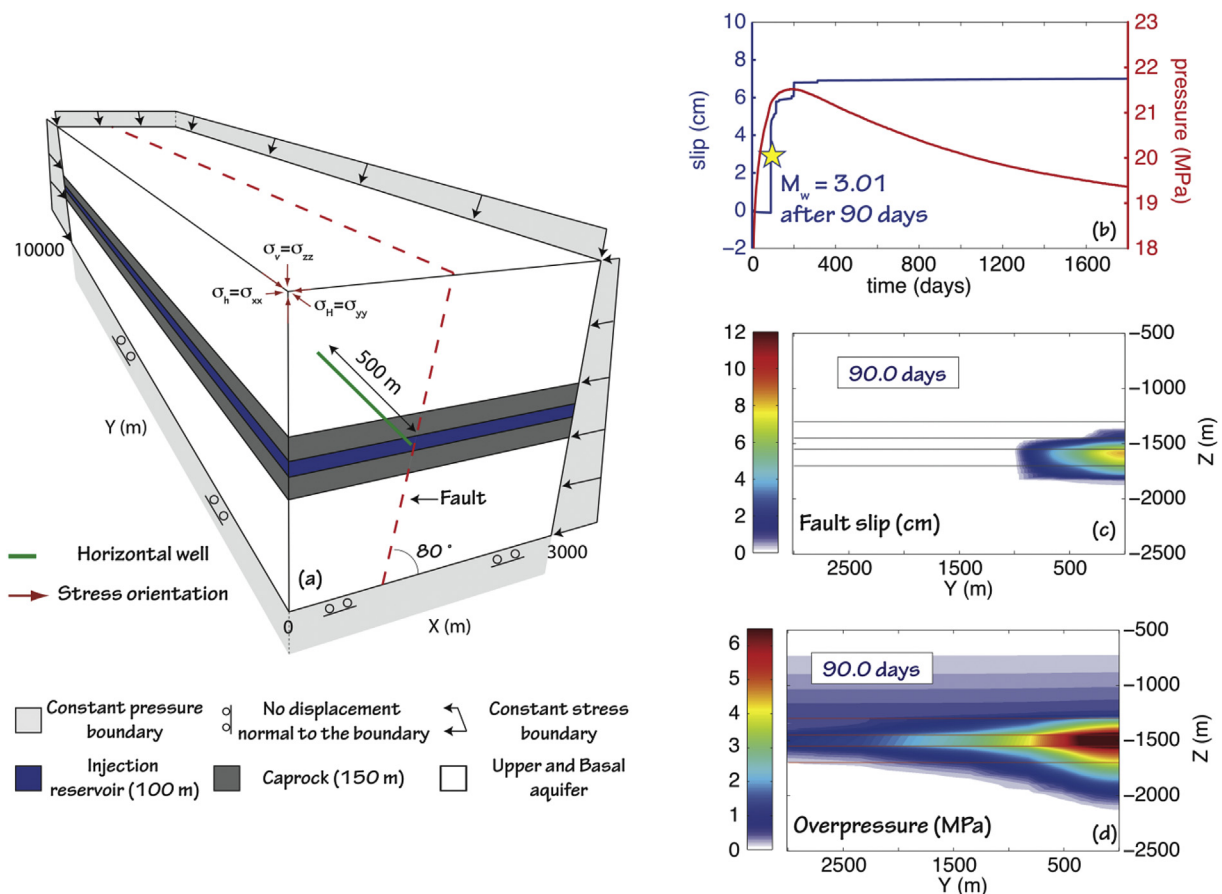 10000
σv=σzz
σh=σxx
σH=σyy
500 m
Y (m)
Fault
80°
3000
(a)
0
X (m)
Horizontal well
Stress orientation
Constant pressure
boundary
No displacement
normal to the boundary
Constant stress
boundary
Injection
reservoir (100 m)
Caprock (150 m)
Upper and Basal
aquifer
10
8
6
4
2
0
-2
slip (cm)
23
22
21
20
19
18
pressure (MPa)
Mw = 3.01
after 90 days
(b)
0 400 800 1200 1600
time (days)
12
10
8
6
4
2
0
90.0 days
Fault slip (cm)
(c)
-500
-1000
-1500
-2000
-2500
Z (m)
2500 1500 500
Y (m)
6
5
4
3
2
1
0
90.0 days
Overpressure (MPa)
(d)
-500
-1000
-1500
-2000
-2500
Z (m)
2500 1500 500
Y (m)